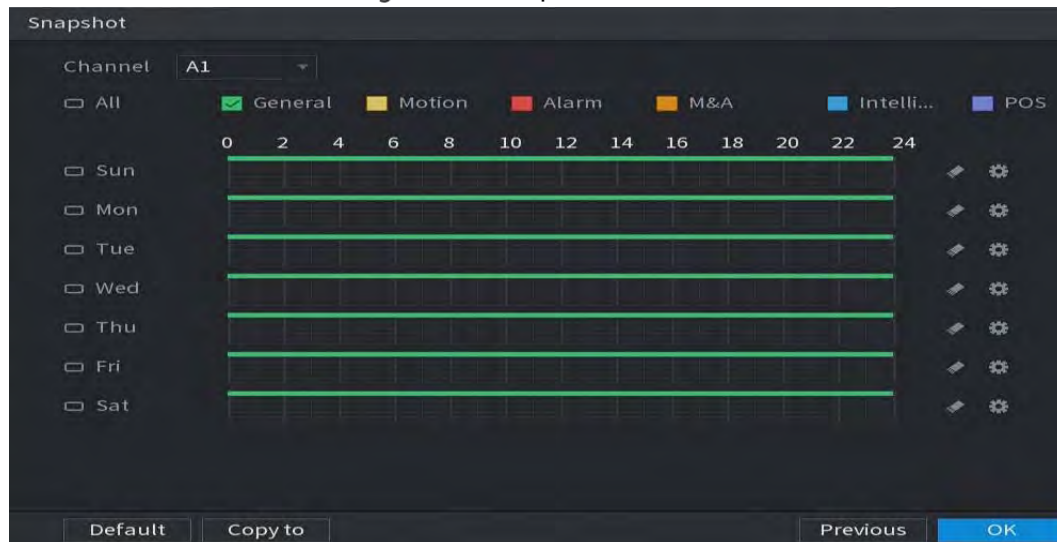 Snapshot
Channel A1
All General Motion Alarm M&A Intelli... POS
0 2 4 6 8 10 12 14 16 18 20 22 24
Sun
Mon
Tue
Wed
Thu
Fri
Sat
Default Copy to Previous OK